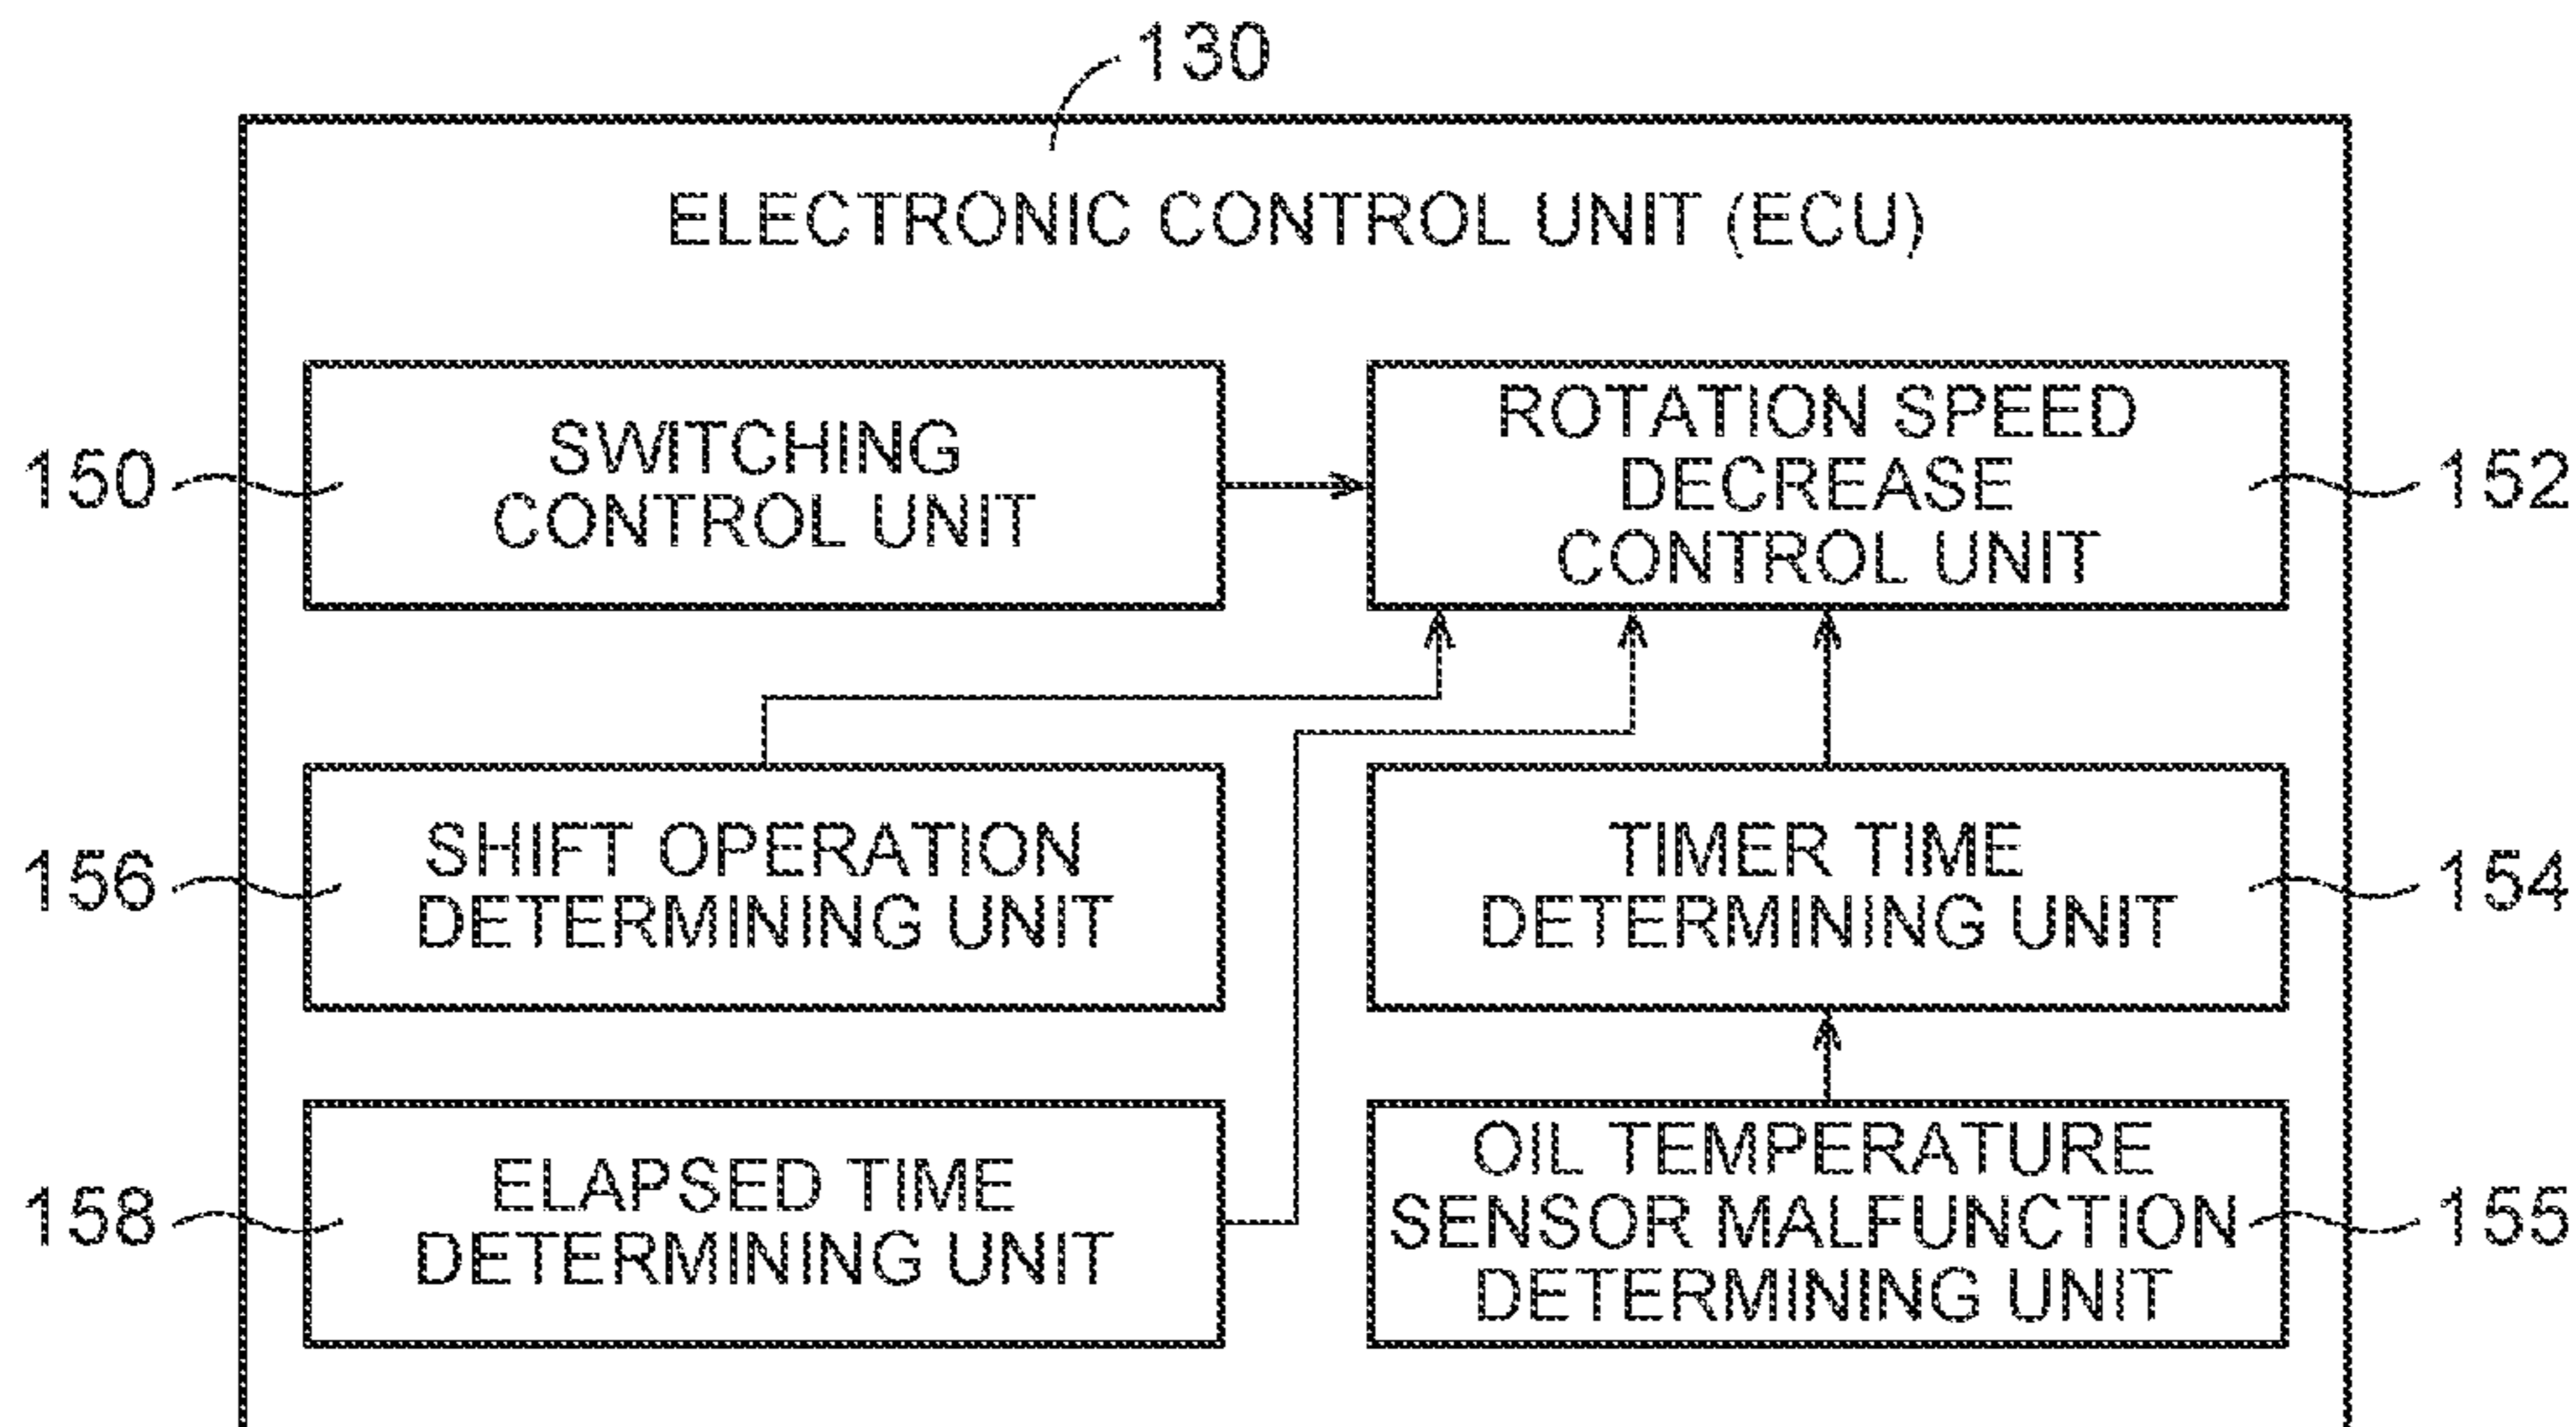 130
ELECTRONIC CONTROL UNIT (ECU)
150
SWITCHING
CONTROL UNIT
ROTATION SPEED
DECREASE
CONTROL UNIT
152
156
SHIFT OPERATION
DETERMINING UNIT
TIMER TIME
DETERMINING UNIT
154
158
ELAPSED TIME
DETERMINING UNIT
OIL TEMPERATURE
SENSOR MALFUNCTION
DETERMINING UNIT
155